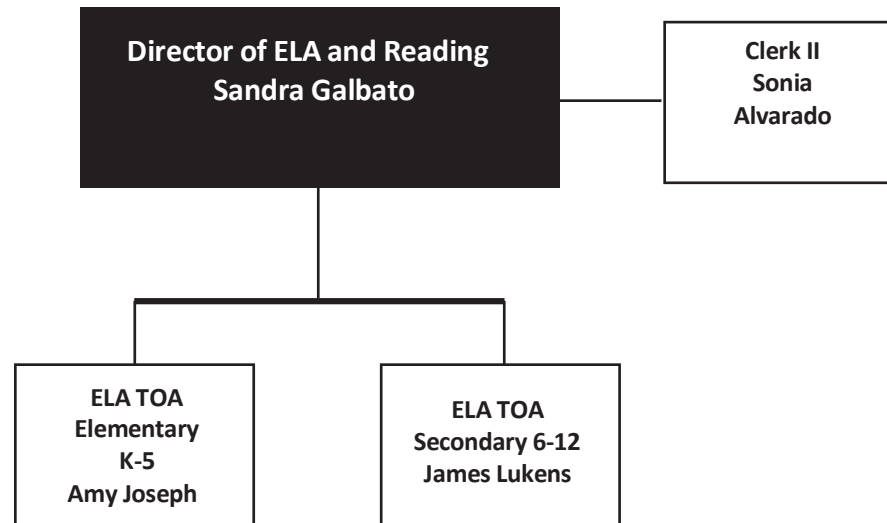 Director of ELA and Reading
Sandra Galbato
Clerk II
Sonia
Alvarado
ELA TOA
Elementary
K-5
Amy Joseph
ELA TOA
Secondary 6-12
James Lukens